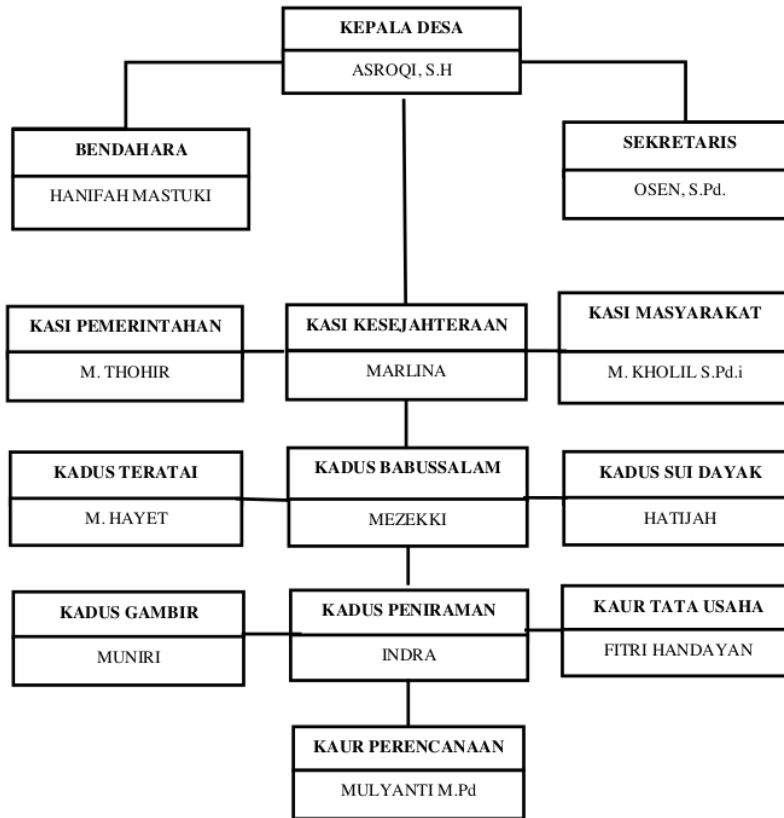 KEPALA DESA
ASROQI, S.H
BENDAHARA
HANIFAH MASTUKI
SEKRETARIS
OSEN, S.Pd.
KASI PEMERINTAHAN
M. THOHIR
KASI KESEJAHTERAAN
MARLINA
KASI MASYARAKAT
M. KHOLIL S.Pd.i
KADUS TERATAI
M. HAYET
KADUS BABUSSALAM
MEZEKKI
KADUS SUI DAYAK
HATIJAH
KADUS GAMBIR
MUNIRI
KADUS PENIRAMAN
INDRA
KAUR TATA USAHA
FITRI HANDAYAN
KAUR PERENCANAAN
MULYANTI M.Pd